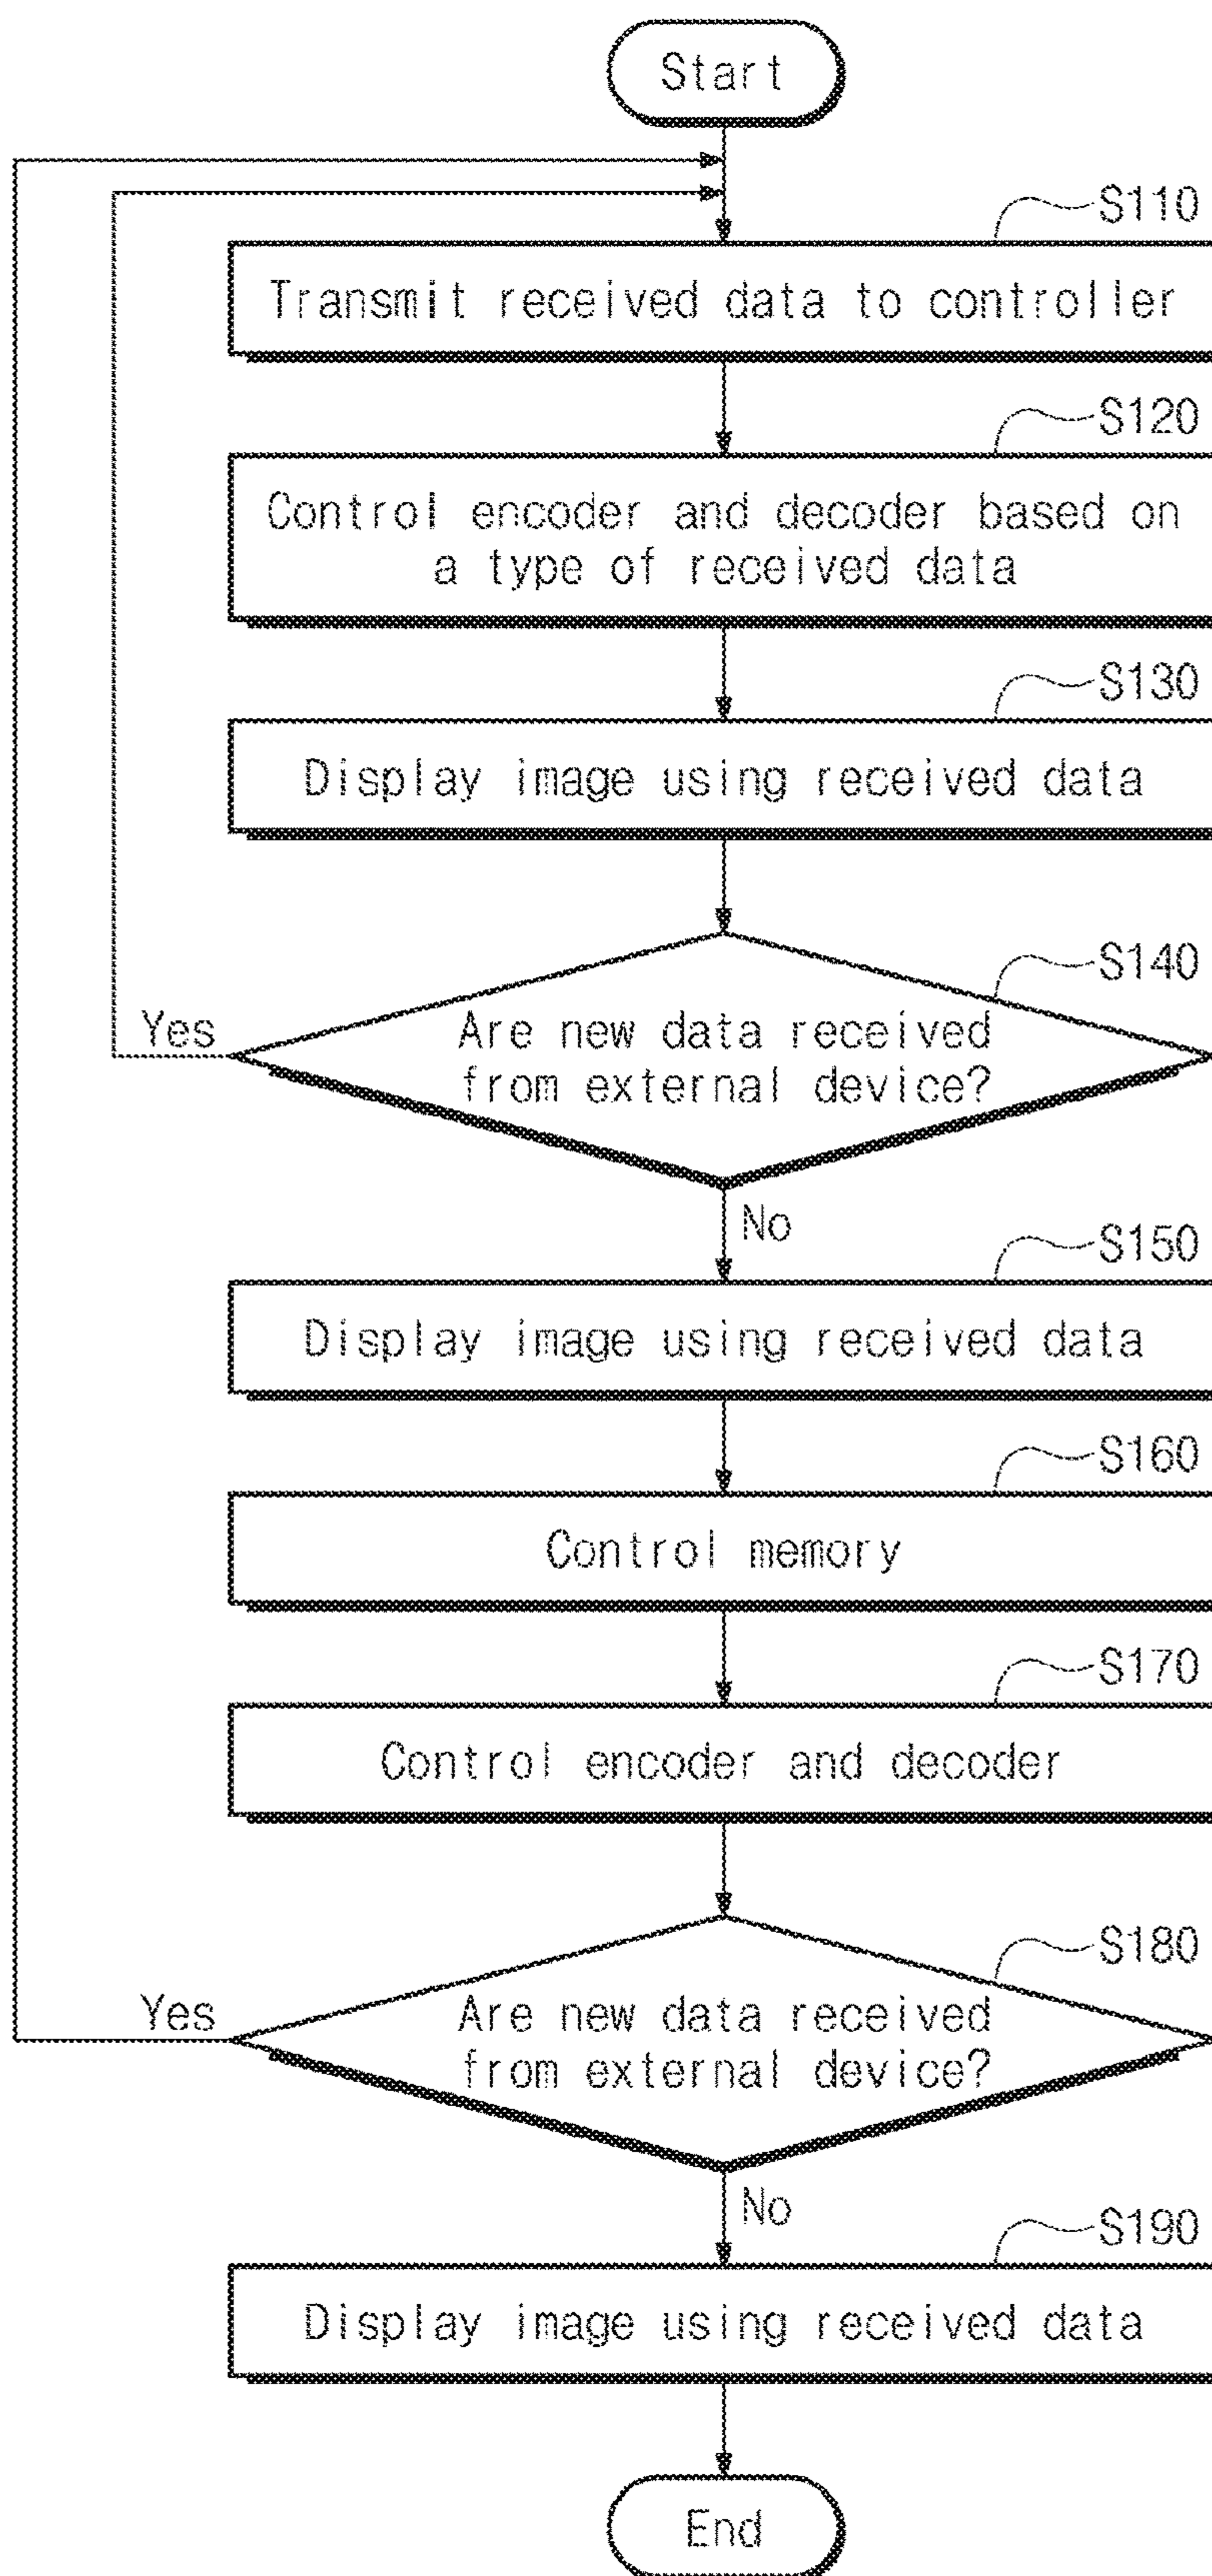 Start
S110
Transmit received data to controller
S120
Control encoder and decoder based on
a type of received data
S130
Display image using received data
S140
Yes
Are new data received
from external device?
No
S150
Display image using received data
S160
Control memory
S170
Control encoder and decoder
S180
Yes
Are new data received
from external device?
No
S190
Display image using received data
End